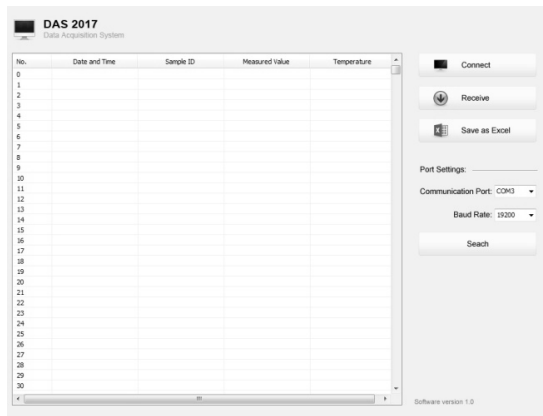 DAS 2017
Data Acquisition System
No. Date and Time Sample ID Measured Value Temperature
0
1
2
3
4
5
6
7
8
9
10
11
12
13
14
15
16
17
18
19
20
21
22
23
24
25
26
27
28
29
30
Connect
Receive
Save as Excel
Port Settings:
Communication Port: COM3
Baud Rate: 19200
Seach
Software version 1.0